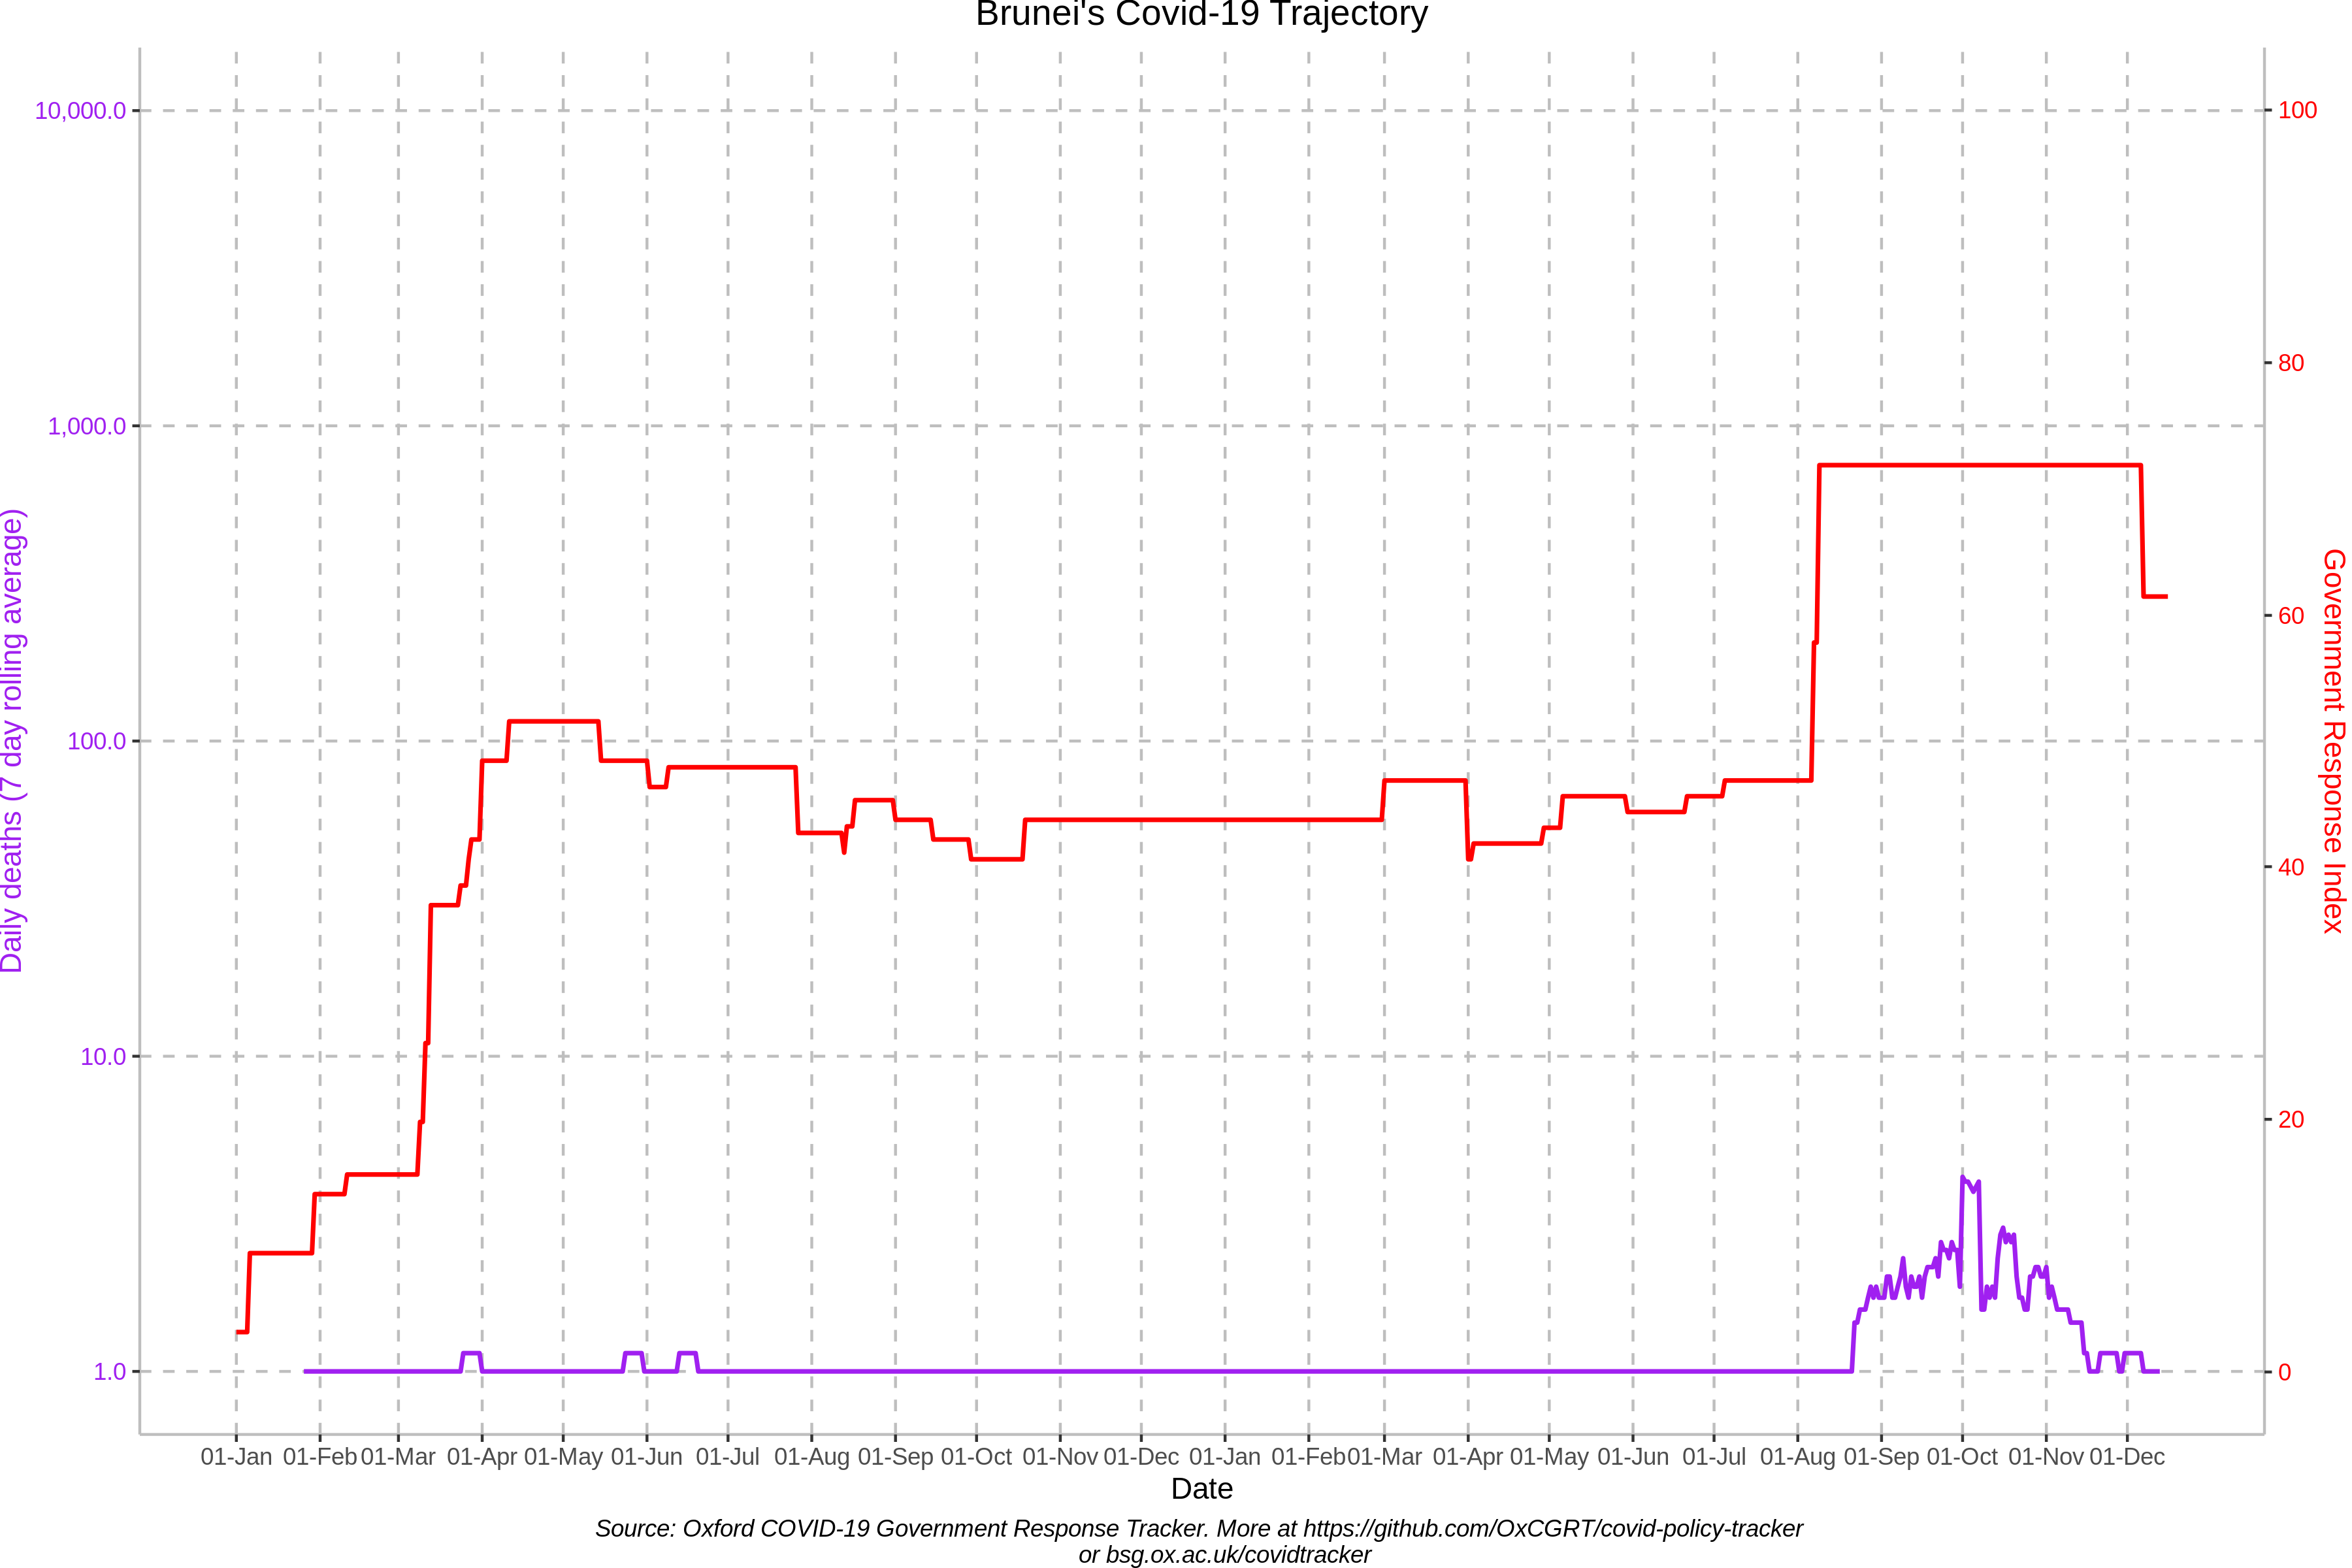 Brunei's Covid-19 Trajectory
10,000.0
1,000.0
100.0
10.0
1.0
Daily deaths (7 day rolling average)
100
80
60
40
20
0
Government Response Index
01-Jan 01-Feb 01-Mar 01-Apr 01-May 01-Jun 01-Jul 01-Aug 01-Sep 01-Oct 01-Nov 01-Dec 01-Jan 01-Feb 01-Mar 01-Apr 01-May 01-Jun 01-Jul 01-Aug 01-Sep 01-Oct 01-Nov 01-Dec
Date
Source: Oxford COVID-19 Government Response Tracker. More at https://github.com/OxCGRT/covid-policy-tracker
or bsg.ox.ac.uk/covidtracker